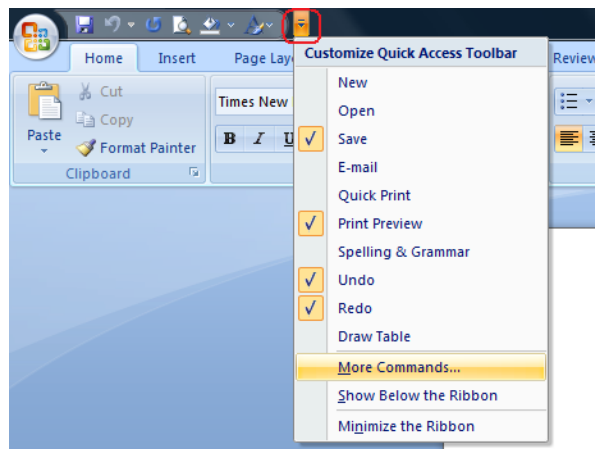 Home Insert Page Lay Review
Customize Quick Access Toolbar
Cut
Copy
Paste
Format Painter
Clipboard
Times New
B I U
New
Open
Save
E-mail
Quick Print
Print Preview
Spelling & Grammar
Undo
Redo
Draw Table
More Commands...
Show Below the Ribbon
Minimize the Ribbon